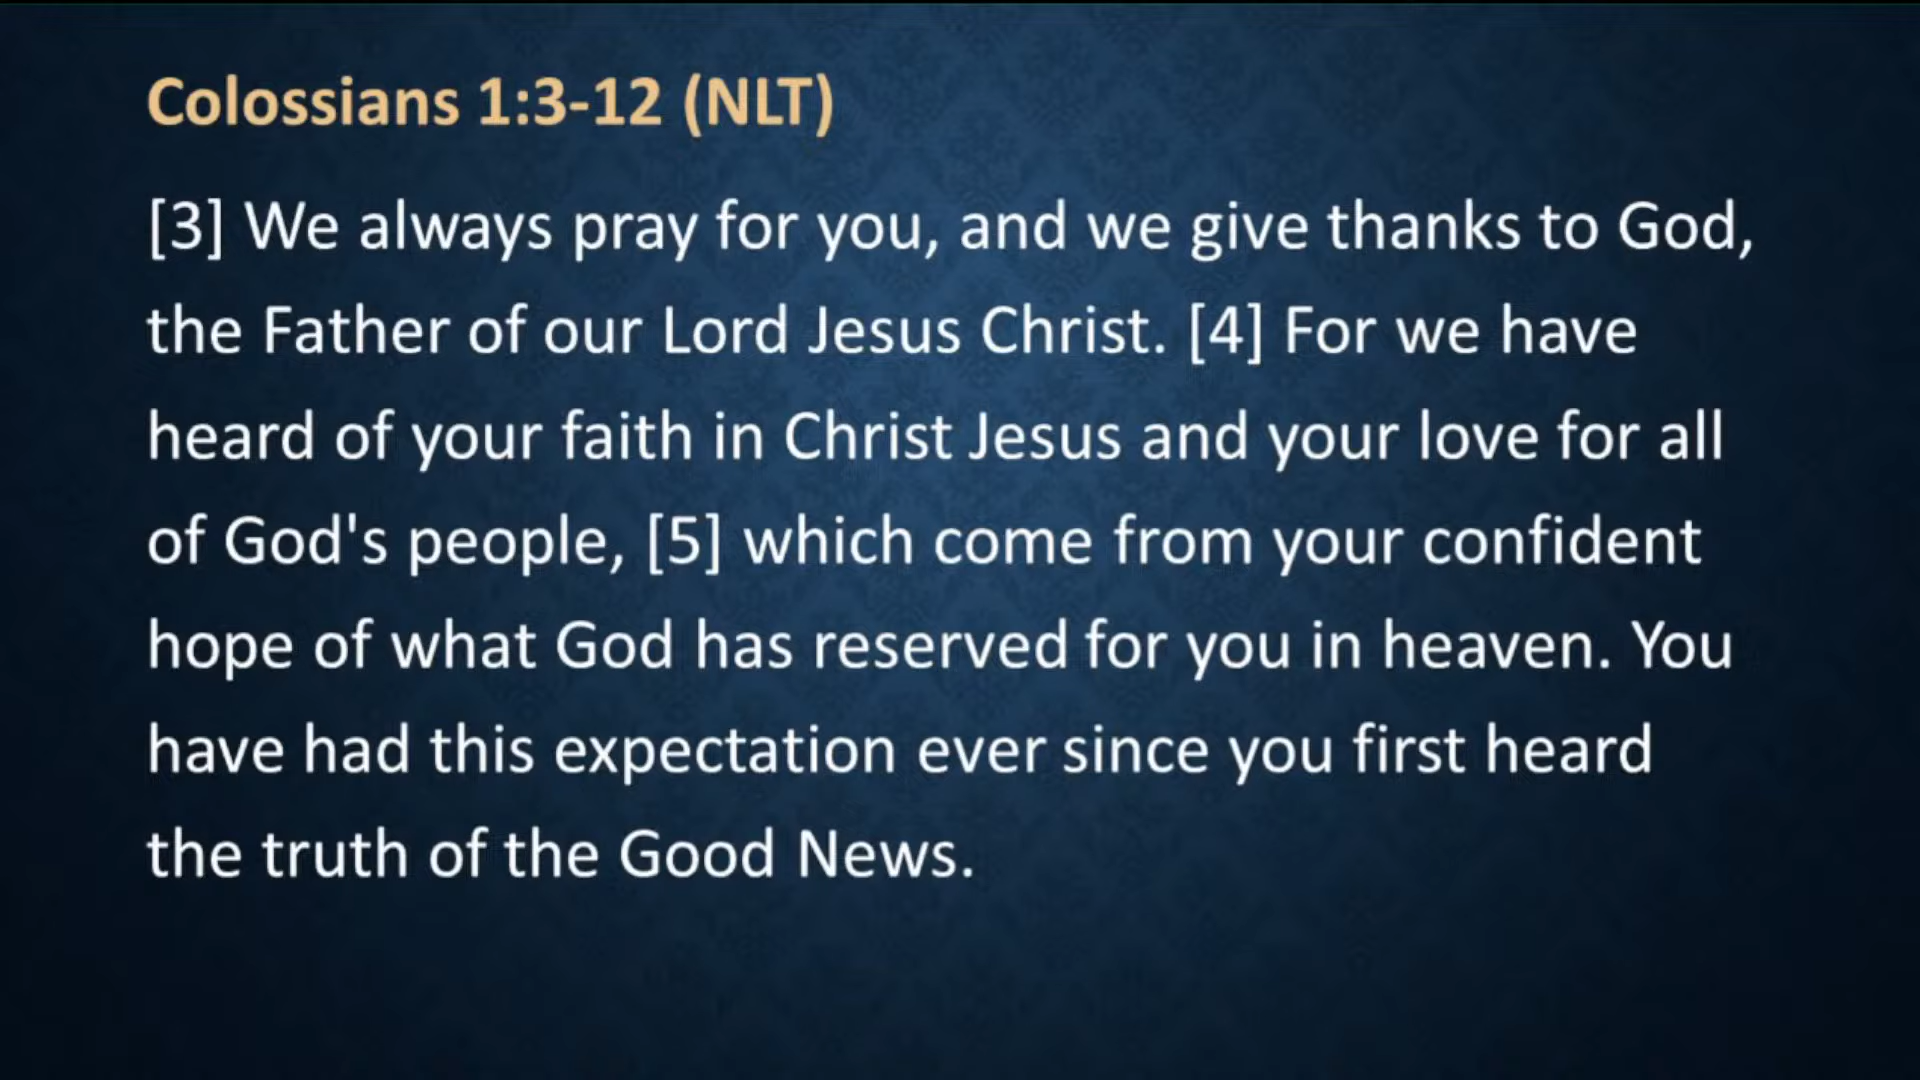 Colossians 1:3-12 (NLT)
[3] We always pray for you, and we give thanks to God,
the Father of our Lord Jesus Christ. [4] For we have
heard of your faith in Christ Jesus and your love for all
of God's people, [5] which come from your confident
hope of what God has reserved for you in heaven. You
have had this expectation ever since you first heard
the truth of the Good News.